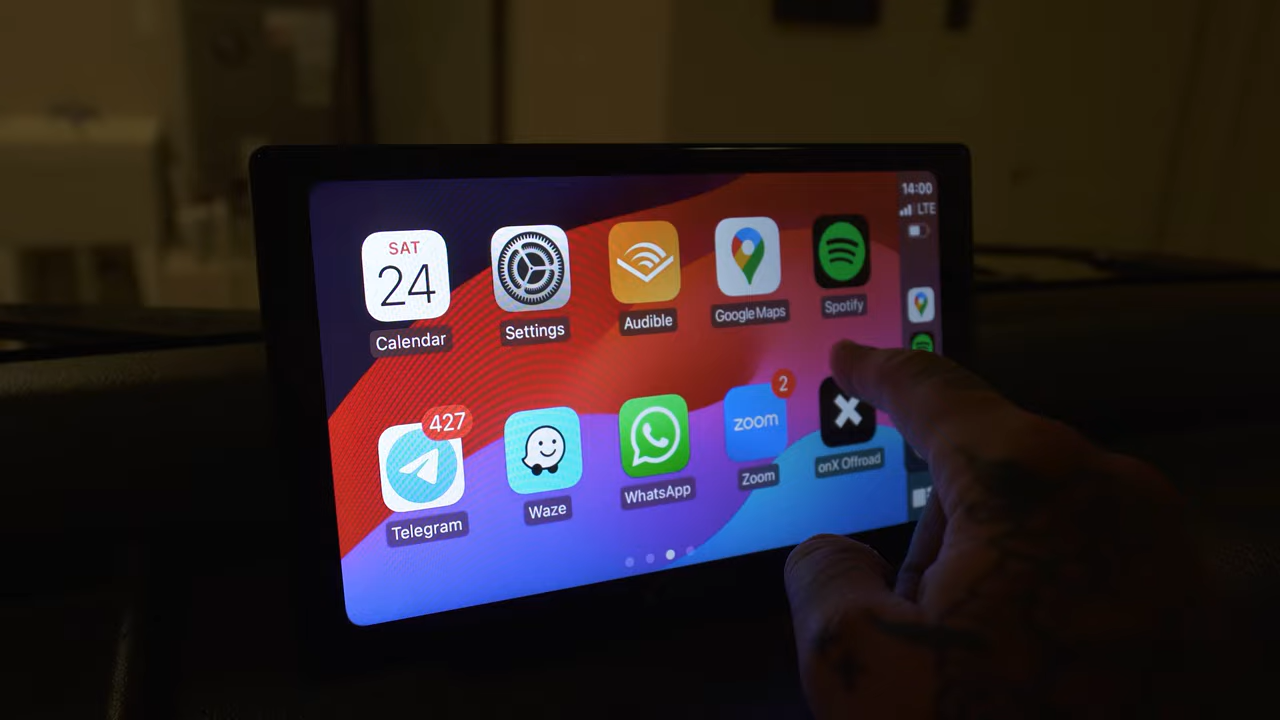 14:00
LTE
SAT
24
Calendar
Settings
Audible
Google Maps
Spotify
427
Telegram
Waze
WhatsApp
zoom
2
Zoom
X
onX Offroad